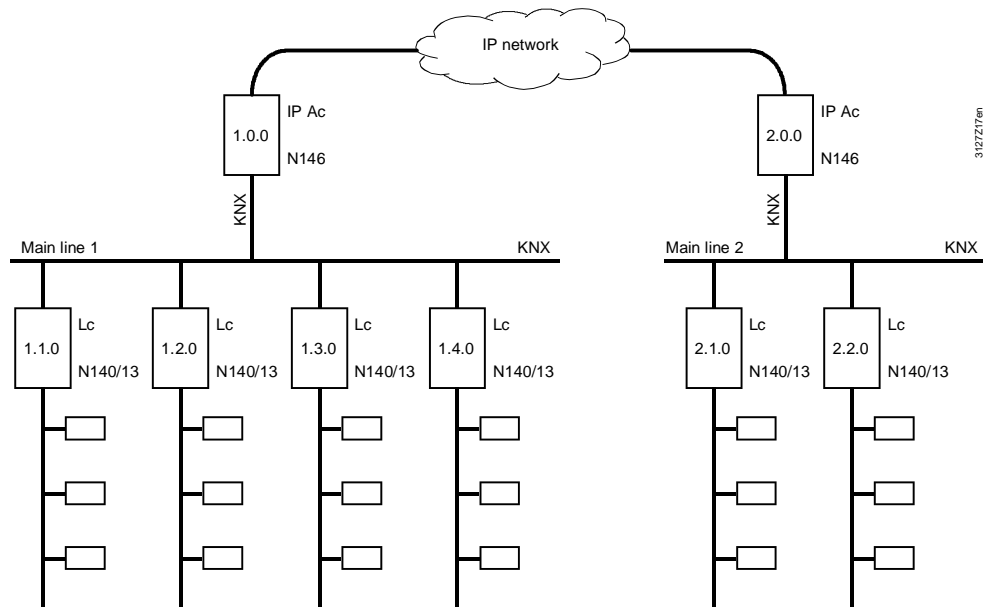 IP network
IP Ac
1.0.0
N146
IP Ac
2.0.0
N146
3127Z17en
KNX
KNX
Main line 1
KNX
Main line 2
KNX
Lc
1.1.0
N140/13
Lc
1.2.0
N140/13
Lc
1.3.0
N140/13
Lc
1.4.0
N140/13
Lc
2.1.0
N140/13
Lc
2.2.0
N140/13